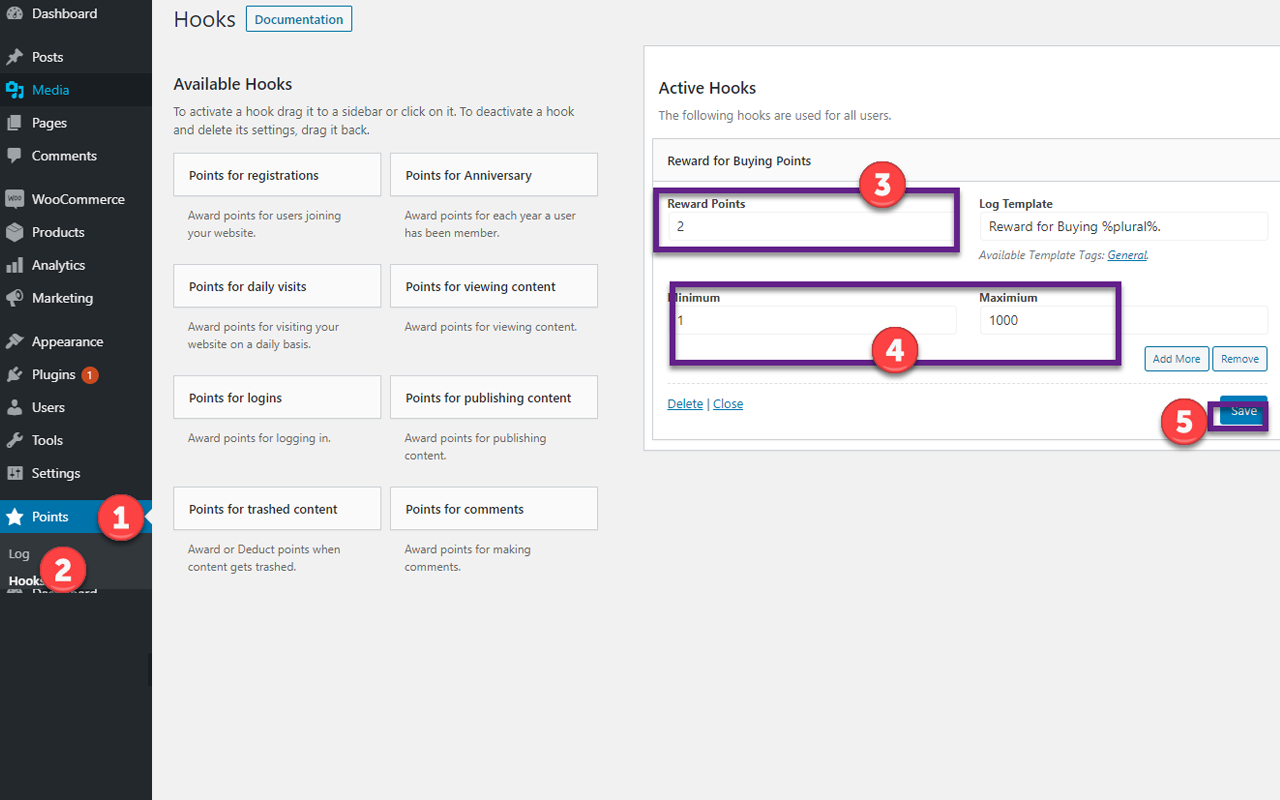 Dashboard
Posts
Media
Pages
Comments
WOO
WooCommerce
Products
Analytics
Marketing
Appearance
Plugins 1
Users
Tools
Settings
Points
1
Log
Hooks
2
Dashboard
Hooks
Documentation
Available Hooks
To activate a hook drag it to a sidebar or click on it. To deactivate a hook
and delete its settings, drag it back.
Points for registrations
Award points for users joining
your website.
Points for Anniversary
Award points for each year a user
has been member.
Points for daily visits
Award points for visiting your
website on a daily basis.
Points for viewing content
Award points for viewing content.
Points for logins
Award points for logging in.
Points for publishing content
Award points for publishing
content.
Points for trashed content
Award or Deduct points when
content gets trashed.
Points for comments
Award points for making
comments.
Active Hooks
The following hooks are used for all users.
Reward for Buying Points
3
Reward Points
2
Log Template
Reward for Buying %plural%.
Available Template Tags: General.
Minimum
1
Maximium
1000
4
Add More
Remove
Delete | Close
5
Save